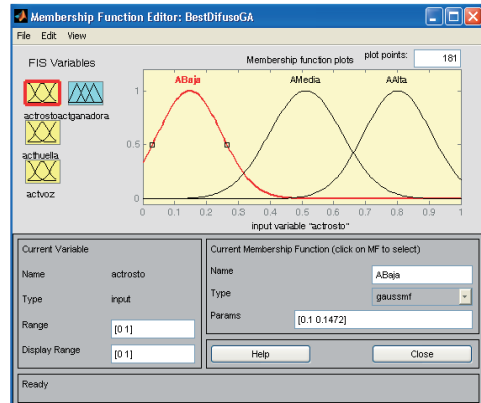 Membership Function Editor: BestDifusoGA
File Edit View
FIS Variables
Membership function plots
plot points:
181
actrosto
actganadora
acthuella
actvoz
ABaja
AMedia
AAlta
1
0.5
0
0 0.1 0.2 0.3 0.4 0.5 0.6 0.7 0.8 0.9 1
input variable "actrosto"
Current Variable
Name actrosto
Type input
Range [0 1]
Display Range [0 1]
Current Membership Function (click on MF to select)
Name ABaja
Type gaussmf
Params [0.1 0.1472]
Help
Close
Ready